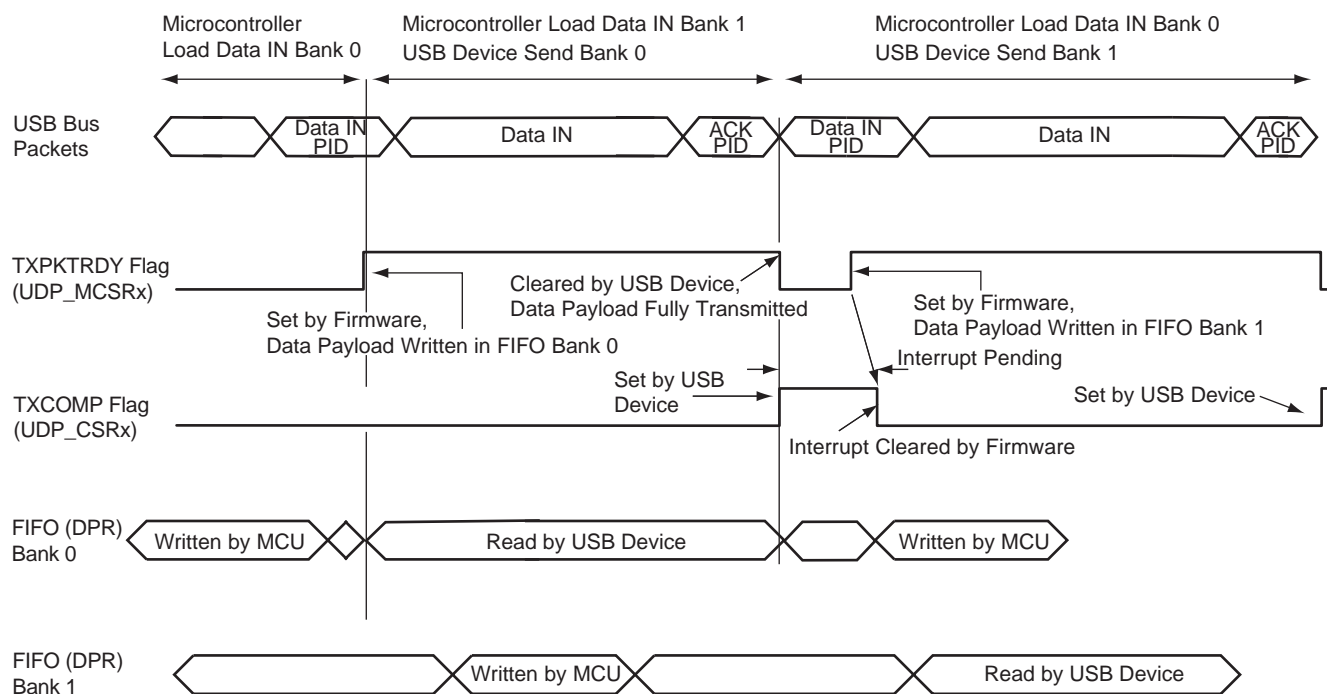 Microcontroller
Load Data IN Bank 0
Microcontroller Load Data IN Bank 1
USB Device Send Bank 0
Microcontroller Load Data IN Bank 0
USB Device Send Bank 1
USB Bus
Packets
Data IN
PID
Data IN
ACK
PID
Data IN
PID
Data IN
ACK
PID
TXPKTRDY Flag
(UDP_MCSRx)
Set by Firmware,
Data Payload Written in FIFO Bank 0
Cleared by USB Device,
Data Payload Fully Transmitted
Set by Firmware,
Data Payload Written in FIFO Bank 1
Interrupt Pending
Set by USB
Device
TXCOMP Flag
(UDP_CSRx)
Set by USB Device
Interrupt Cleared by Firmware
FIFO (DPR)
Bank 0
Written by MCU
Read by USB Device
Written by MCU
FIFO (DPR)
Bank 1
Written by MCU
Read by USB Device